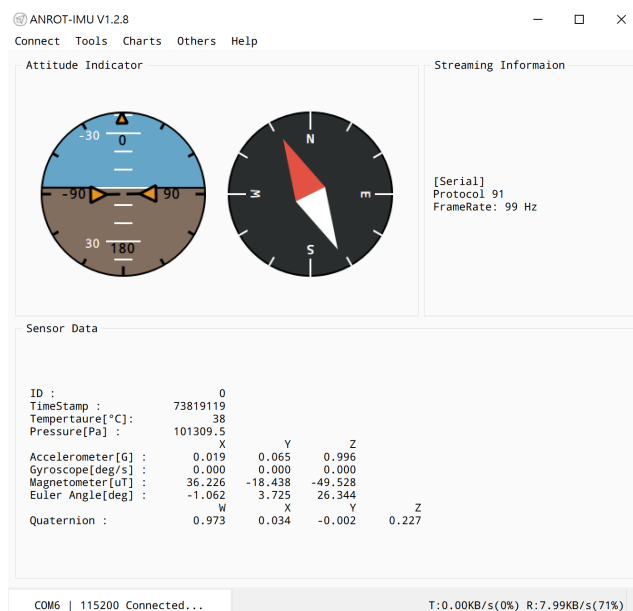 ANROT-IMU V1.2.8
Connect Tools Charts Others Help
Attitude Indicator
-30
0
-90
90
30
180
N
W
E
S
Streaming Informaion
[Serial]
Protocol 91
FrameRate: 99 Hz
Sensor Data
ID : 0
TimeStamp : 73819119
Tempertaure[°C]: 38
Pressure[Pa] : 101309.5
X Y Z
Accelerometer[G] : 0.019 0.065 0.996
Gyroscope[deg/s] : 0.000 0.000 0.000
Magnetometer[uT] : 36.226 -18.438 -49.528
Euler Angle[deg] : -1.062 3.725 26.344
W X Y Z
Quaternion : 0.973 0.034 -0.002 0.227
COM6 | 115200 Connected... T:0.00KB/s(0%) R:7.99KB/s(71%)